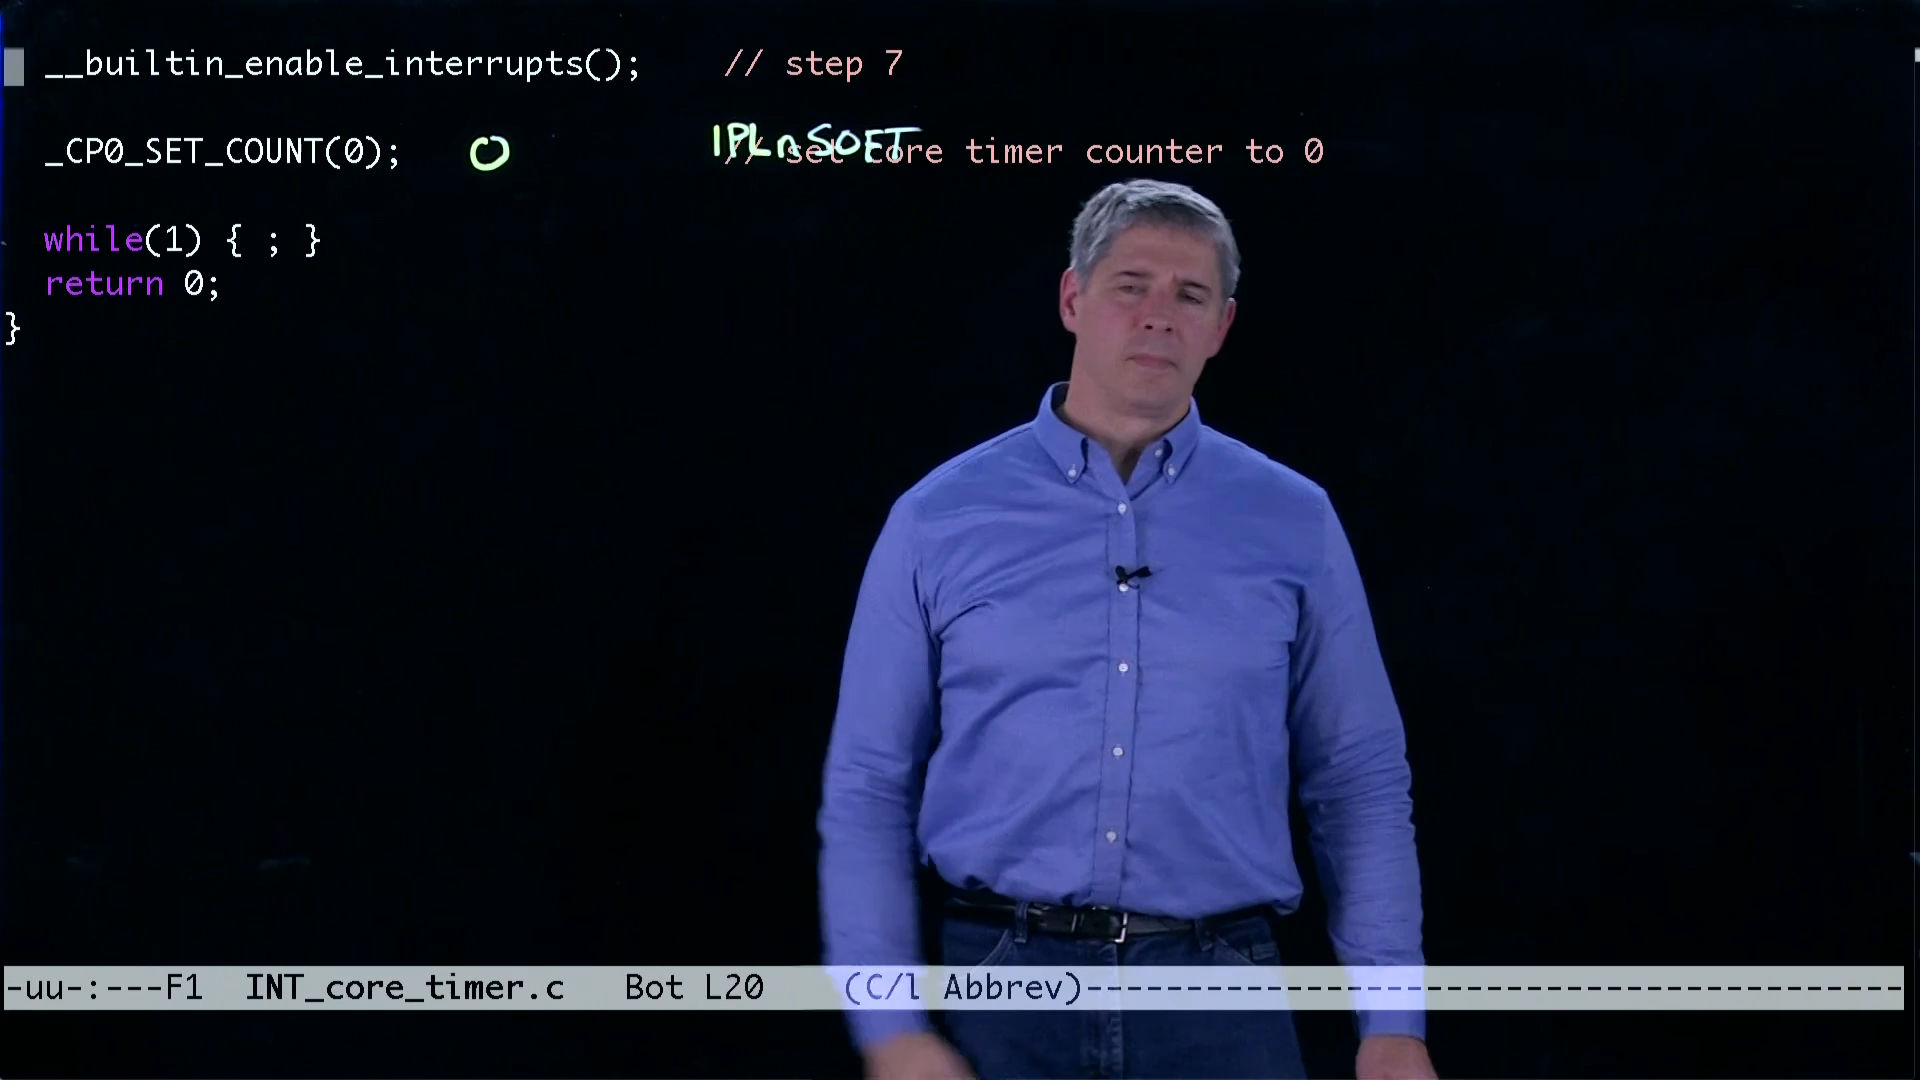 __builtin_enable_interrupts();    // step 7
IPLnSOFT
_CP0_SET_COUNT(0);    O    // set core timer counter to 0
while(1) { ; }
return 0;
}
-uu-:---F1  INT_core_timer.c   Bot L20    (C/l Abbrev)-----------------------------------------